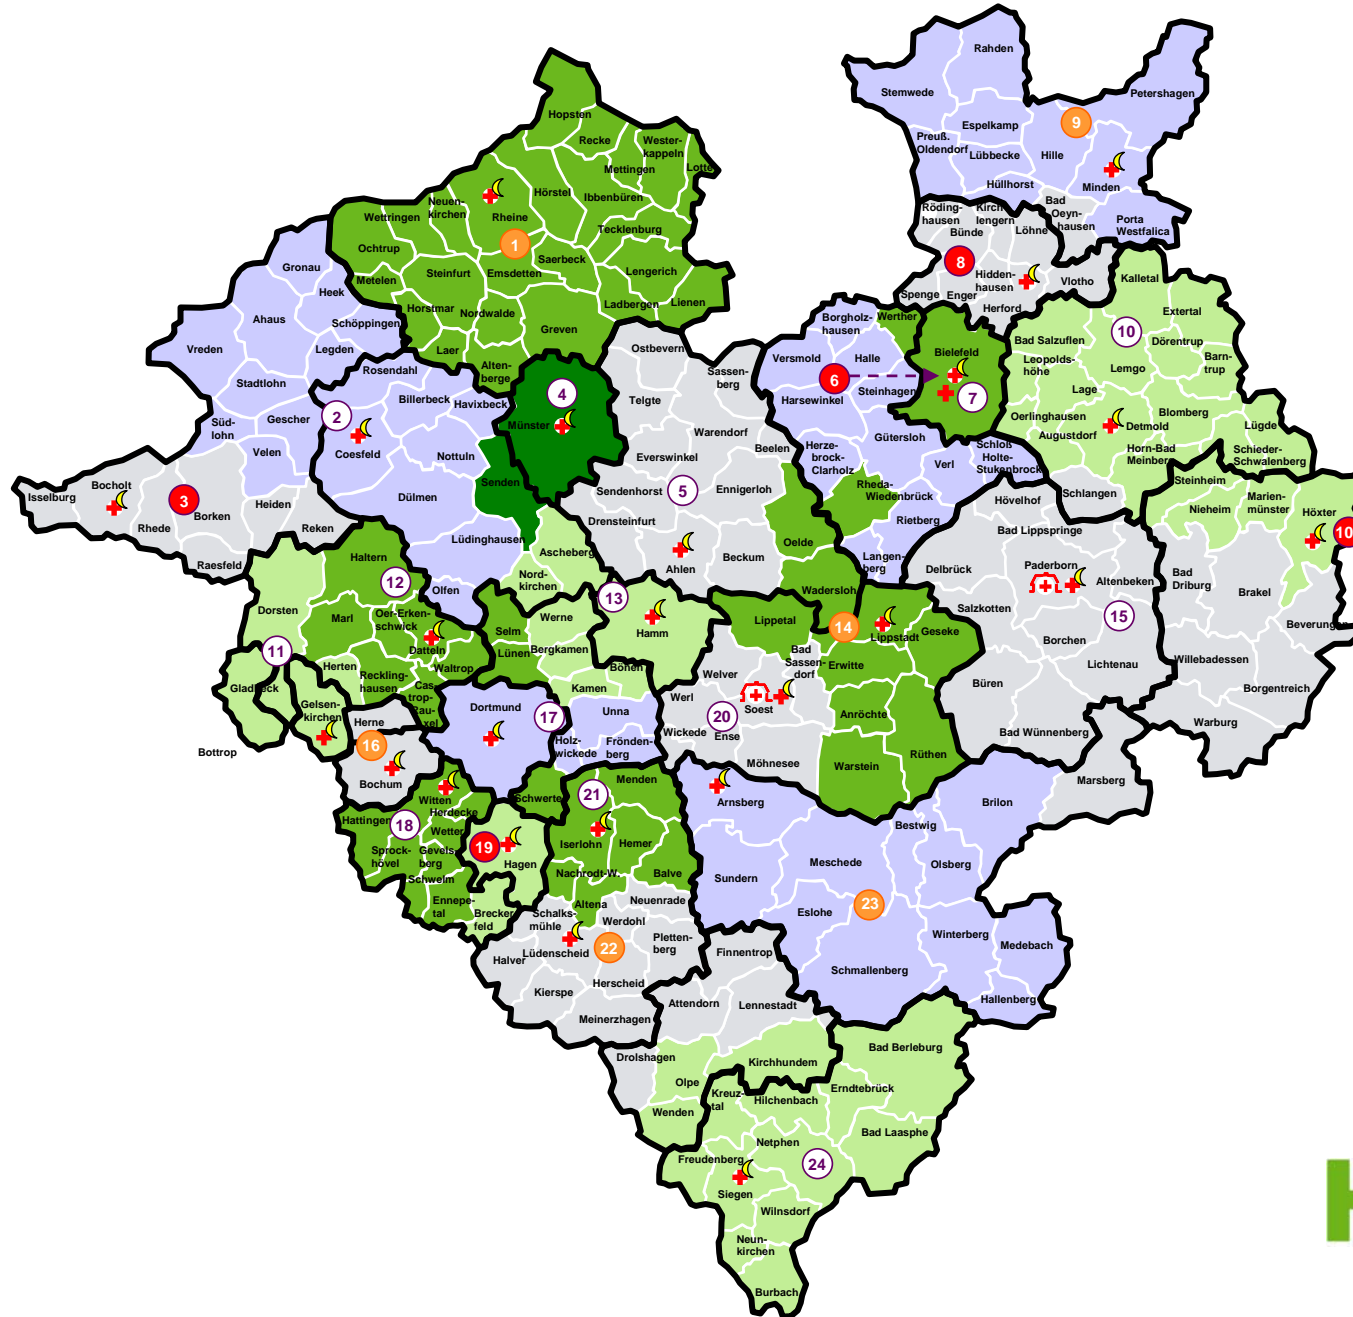 Rahden
Stemwede
Petershagen
Espelkamp
9
Preuß.
Oldendorf
Lübbecke
Hille
Hüllhorst
Minden
Bad
Oeyn-
hausen
Porta
Westfalica
Röding-
hausen
Kirch
lengern
Bünde
Löhne
8
Hidden-
hausen
Vlotho
Spenge
Enger
Herford
Hopsten
Recke
Wester-
kappeln
Mettingen
Lotte
Neuen-
kirchen
Hörstel
Ibbenbüren
Wettringen
Rheine
1
Tecklenburg
Ochtrup
Saerbeck
Metelen
Steinfurt
Emsdetten
Lengerich
Horstmar
Nordwalde
Ladbergen
Lienen
Greven
Laer
Alten-
berge
Gronau
Heek
Ahaus
Schöppingen
Vreden
Legden
Stadtlohn
Gescher
Süd-
lohn
Velen
Rosendahl
Billerbeck
Havixbeck
2
Coesfeld
Nottuln
Dülmen
Lüdinghausen
Olfen
Senden
4
Münster
Ascheberg
Nord-
kirchen
Isselburg
Bocholt
3
Rhede
Borken
Heiden
Reken
Raesfeld
Ostbevern
Sassen-
berg
Telgte
Warendorf
Beelen
Everswinkel
Sendenhorst
5
Ennigerloh
Drensteinfurt
Oelde
Ahlen
Beckum
Wadersloh
Borgholz-
hausen
Werther
Versmold
Halle
6
Steinhagen
Harsewinkel
Bielefeld
7
Gütersloh
Herze-
brock-
Clarholz
Verl
Schloß
Holte-
Stukenbrock
Rheda-
Wiedenbrück
Rietberg
Langen-
berg
Kalletal
Extertal
10
Bad Salzuflen
Dörentrup
Leopolds-
höhe
Lemgo
Barn-
trup
Lage
Oerlinghausen
Blomberg
Augustdorf
Detmold
Lügde
Horn-Bad
Meinberg
Schieder-
Schwalenberg
Schlangen
Steinheim
Marien-
münster
Nieheim
Höxter
10
Bad
Driburg
Brakel
Beverungen
Willebadessen
Borgentreich
Warburg
Hövelhof
Bad Lippspringe
Delbrück
Paderborn
Altenbeken
Salzkotten
15
Borchen
Lichtenau
Büren
Bad Wünnenberg
Haltern
12
Dorsten
Marl
Oer-Erken-
schwick
Datteln
11
Herten
Waltrop
Reckling-
hausen
Cas-
trop-
Rau-
xel
Gladbeck
Gelsen-
kirchen
Bottrop
Herne
16
Bochum
13
Hamm
Selm
Werne
Lünen
Bergkamen
Bönen
Kamen
Dortmund
17
Unna
Holz-
wickede
Frönden-
berg
Schwerte
Lippetal
14
Lippstadt
Geseke
Bad
Sassen-
dorf
Erwitte
Welver
Werl
Soest
20
Anröchte
Wickede
Ense
Möhnesee
Warstein
Rüthen
Witten
Herdecke
Hattingen
18
Wetter
Sprock-
hövel
Gevels-
berg
Schwelm
Ennepe-
tal
Brecker
feld
19
Hagen
Menden
21
Iserlohn
Hemer
Nachrodt-W.
Balve
Altena
Neuenrade
Schalks-
mühle
Werdohl
22
Pletten-
berg
Halver
Lüdenscheid
Herscheid
Kierspe
Meinerzhagen
Marsberg
Arnsberg
Brilon
Bestwig
Meschede
Olsberg
Sundern
Eslohe
23
Winterberg
Medebach
Schmallenberg
Hallenberg
Finnentrop
Attendorn
Lennestadt
Drolshagen
Kirchhundem
Olpe
Wenden
Bad Berleburg
Kreuz-
tal
Hilchenbach
Erndtebrück
Netphen
Bad Laasphe
Freudenberg
24
Siegen
Wilnsdorf
Neun-
kirchen
Burbach